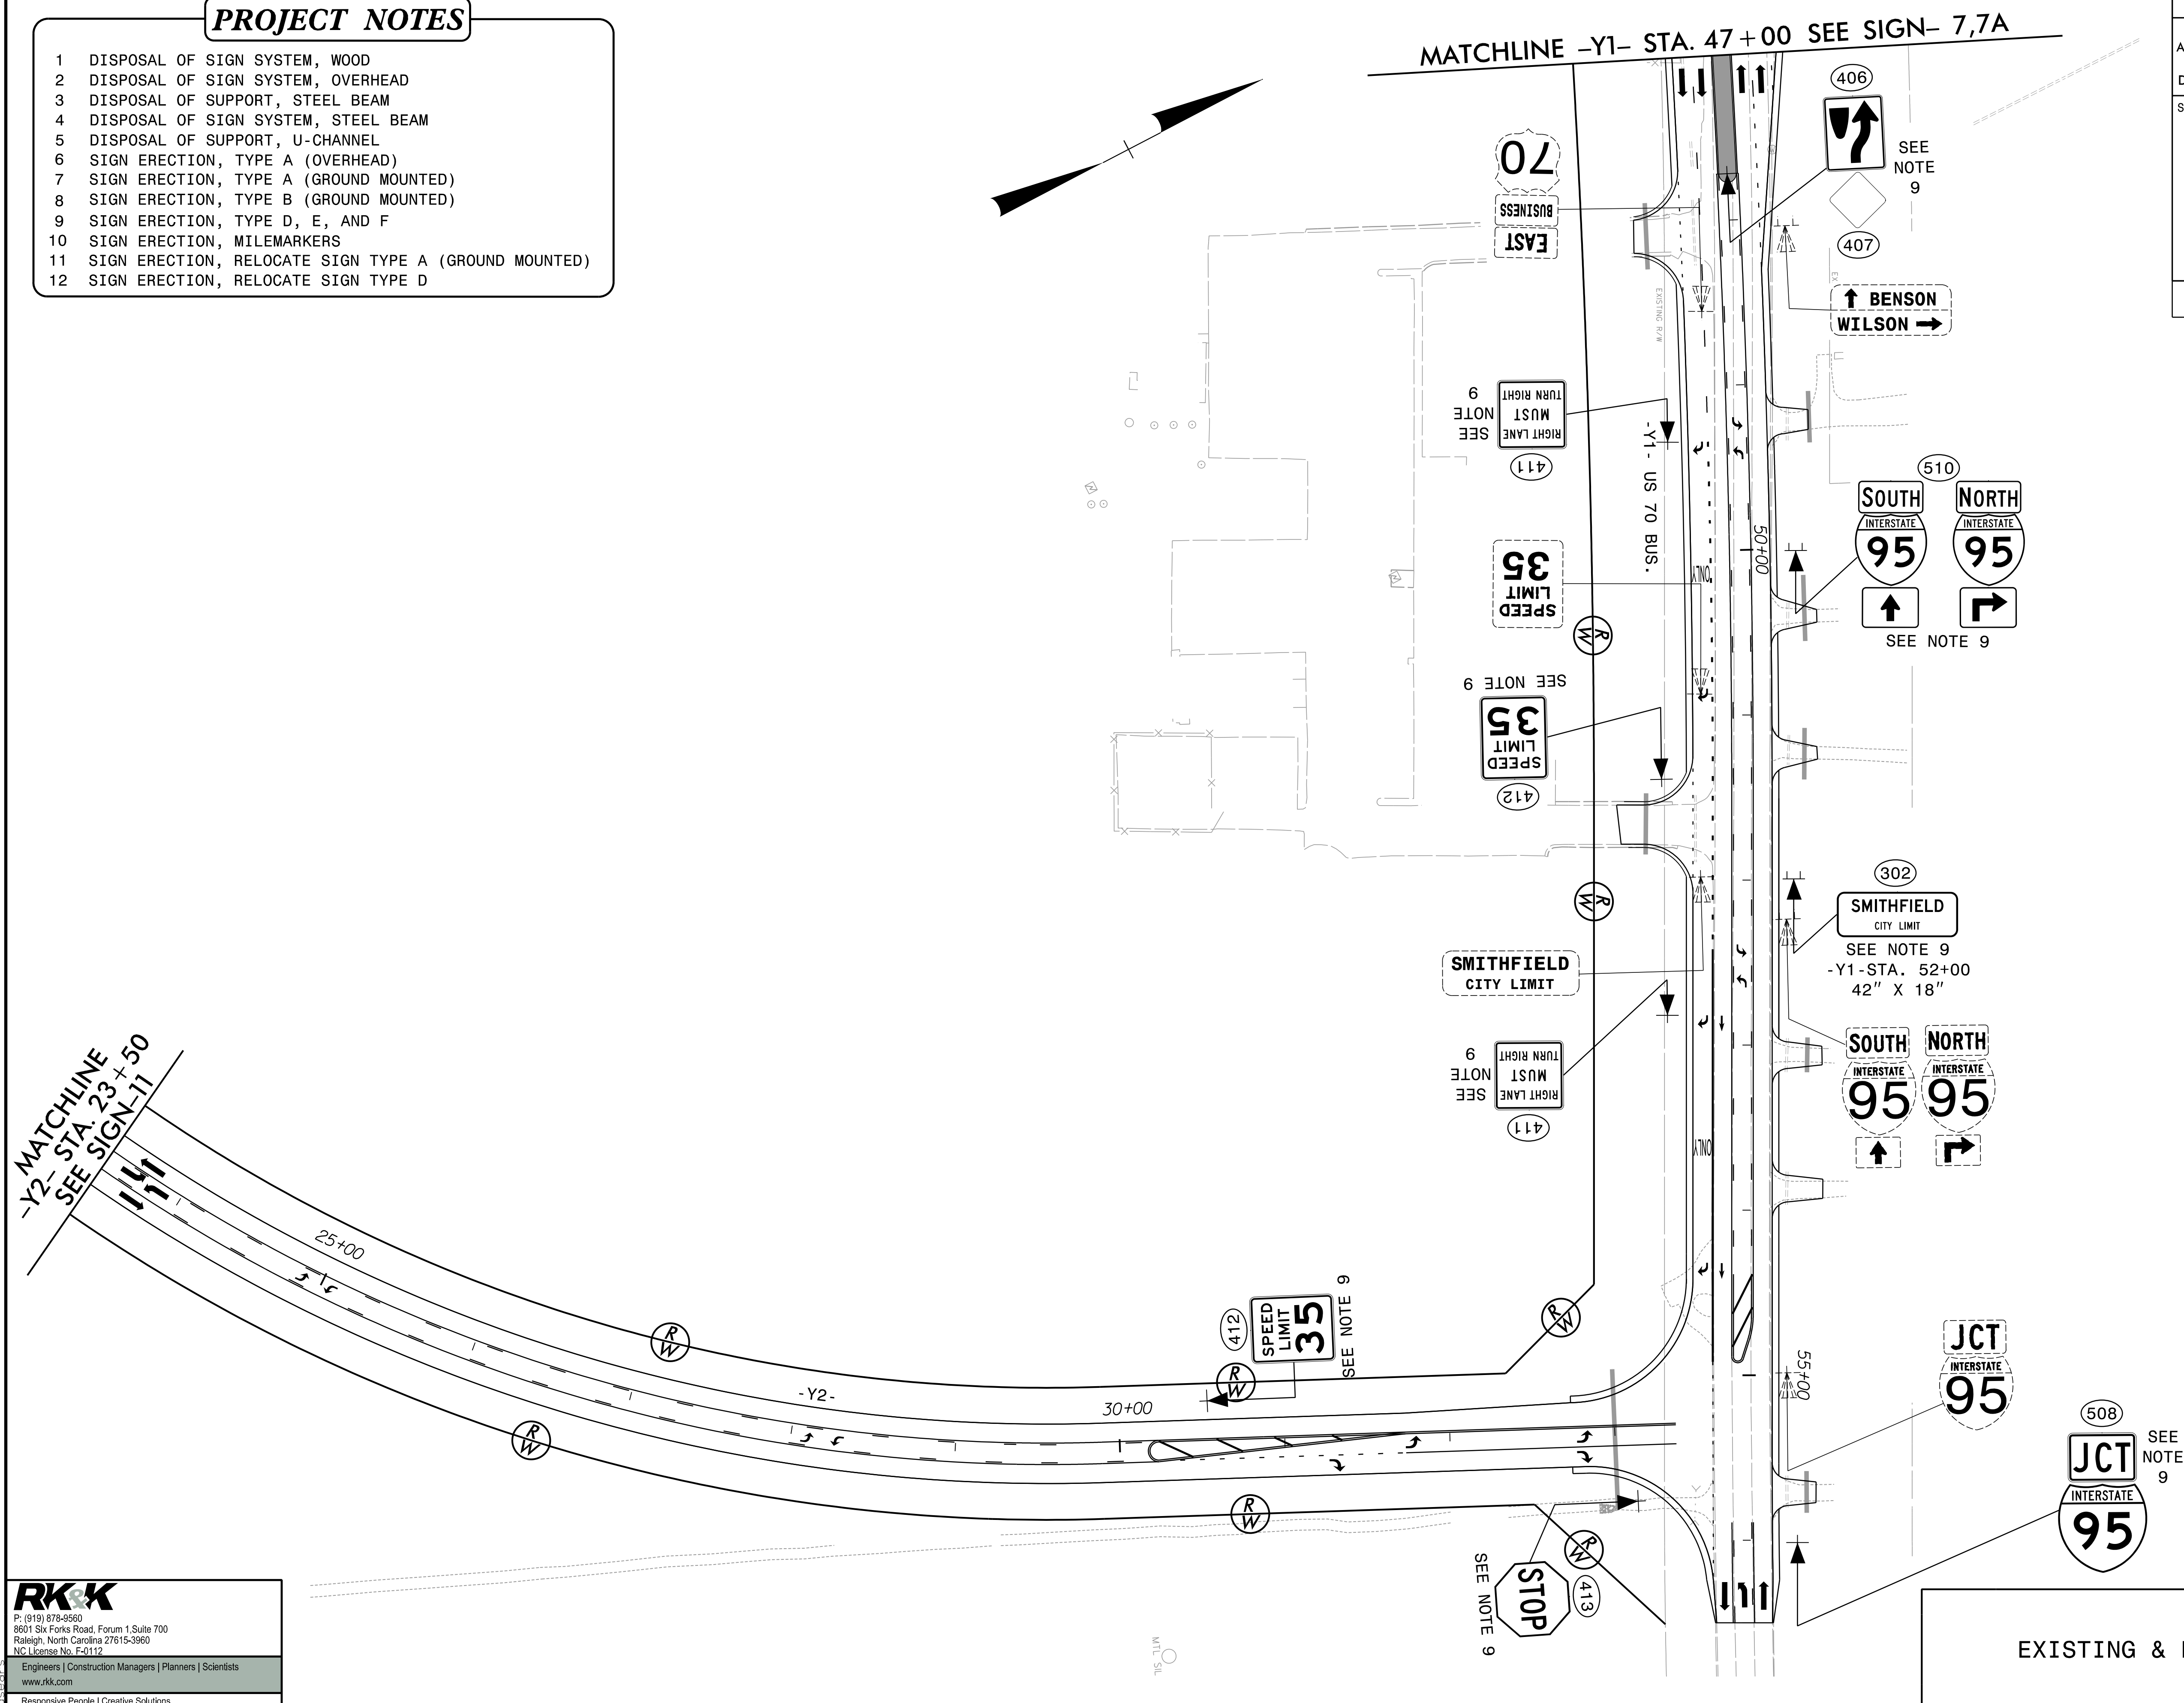 PROJECT NOTES
1 DISPOSAL OF SIGN SYSTEM, WOOD
2 DISPOSAL OF SIGN SYSTEM, OVERHEAD
3 DISPOSAL OF SUPPORT, STEEL BEAM
4 DISPOSAL OF SIGN SYSTEM, STEEL BEAM
5 DISPOSAL OF SUPPORT, U-CHANNEL
6 SIGN ERECTION, TYPE A (OVERHEAD)
7 SIGN ERECTION, TYPE A (GROUND MOUNTED)
8 SIGN ERECTION, TYPE B (GROUND MOUNTED)
9 SIGN ERECTION, TYPE D, E, AND F
10 SIGN ERECTION, MILEMARKERS
11 SIGN ERECTION, RELOCATE SIGN TYPE A (GROUND MOUNTED)
12 SIGN ERECTION, RELOCATE SIGN TYPE D
MATCHLINE -Y1- STA. 47+00 SEE SIGN- 7,7A
406
SEE
NOTE
9
407
EAST
BUSINESS
70
EX
↑ BENSON
WILSON →
EXISTING R/W
RIGHT LANE
MUST
TURN RIGHT
SEE
NOTE
9
411
-Y1- US 70 BUS.
50+00
510
SOUTH
INTERSTATE
95
NORTH
INTERSTATE
95
SEE NOTE 9
ONLY
SPEED
LIMIT
35
R/W
SEE NOTE 9
SPEED
LIMIT
35
412
R/W
302
SMITHFIELD
CITY LIMIT
SEE NOTE 9
-Y1-STA. 52+00
42" X 18"
SMITHFIELD
CITY LIMIT
RIGHT LANE
MUST
TURN RIGHT
SEE
NOTE
9
411
SOUTH
INTERSTATE
95
NORTH
INTERSTATE
95
ONLY
MATCHLINE
-Y2- STA. 23+50
SEE SIGN-11
25+00
R/W
R/W
-Y2-
30+00
412
SPEED
LIMIT
35
SEE NOTE 9
R/W
R/W
R/W
55+00
JCT
INTERSTATE
95
508
JCT
INTERSTATE
95
SEE
NOTE
9
STOP
413
SEE NOTE 9
R/W
MTL SIL
EXISTING &
RK&K
P: (919) 878-9560
8601 Six Forks Road, Forum 1,Suite 700
Raleigh, North Carolina 27615-3960
NC License No. F-0112
Engineers | Construction Managers | Planners | Scientists
www.rkk.com
Responsive People | Creative Solutions